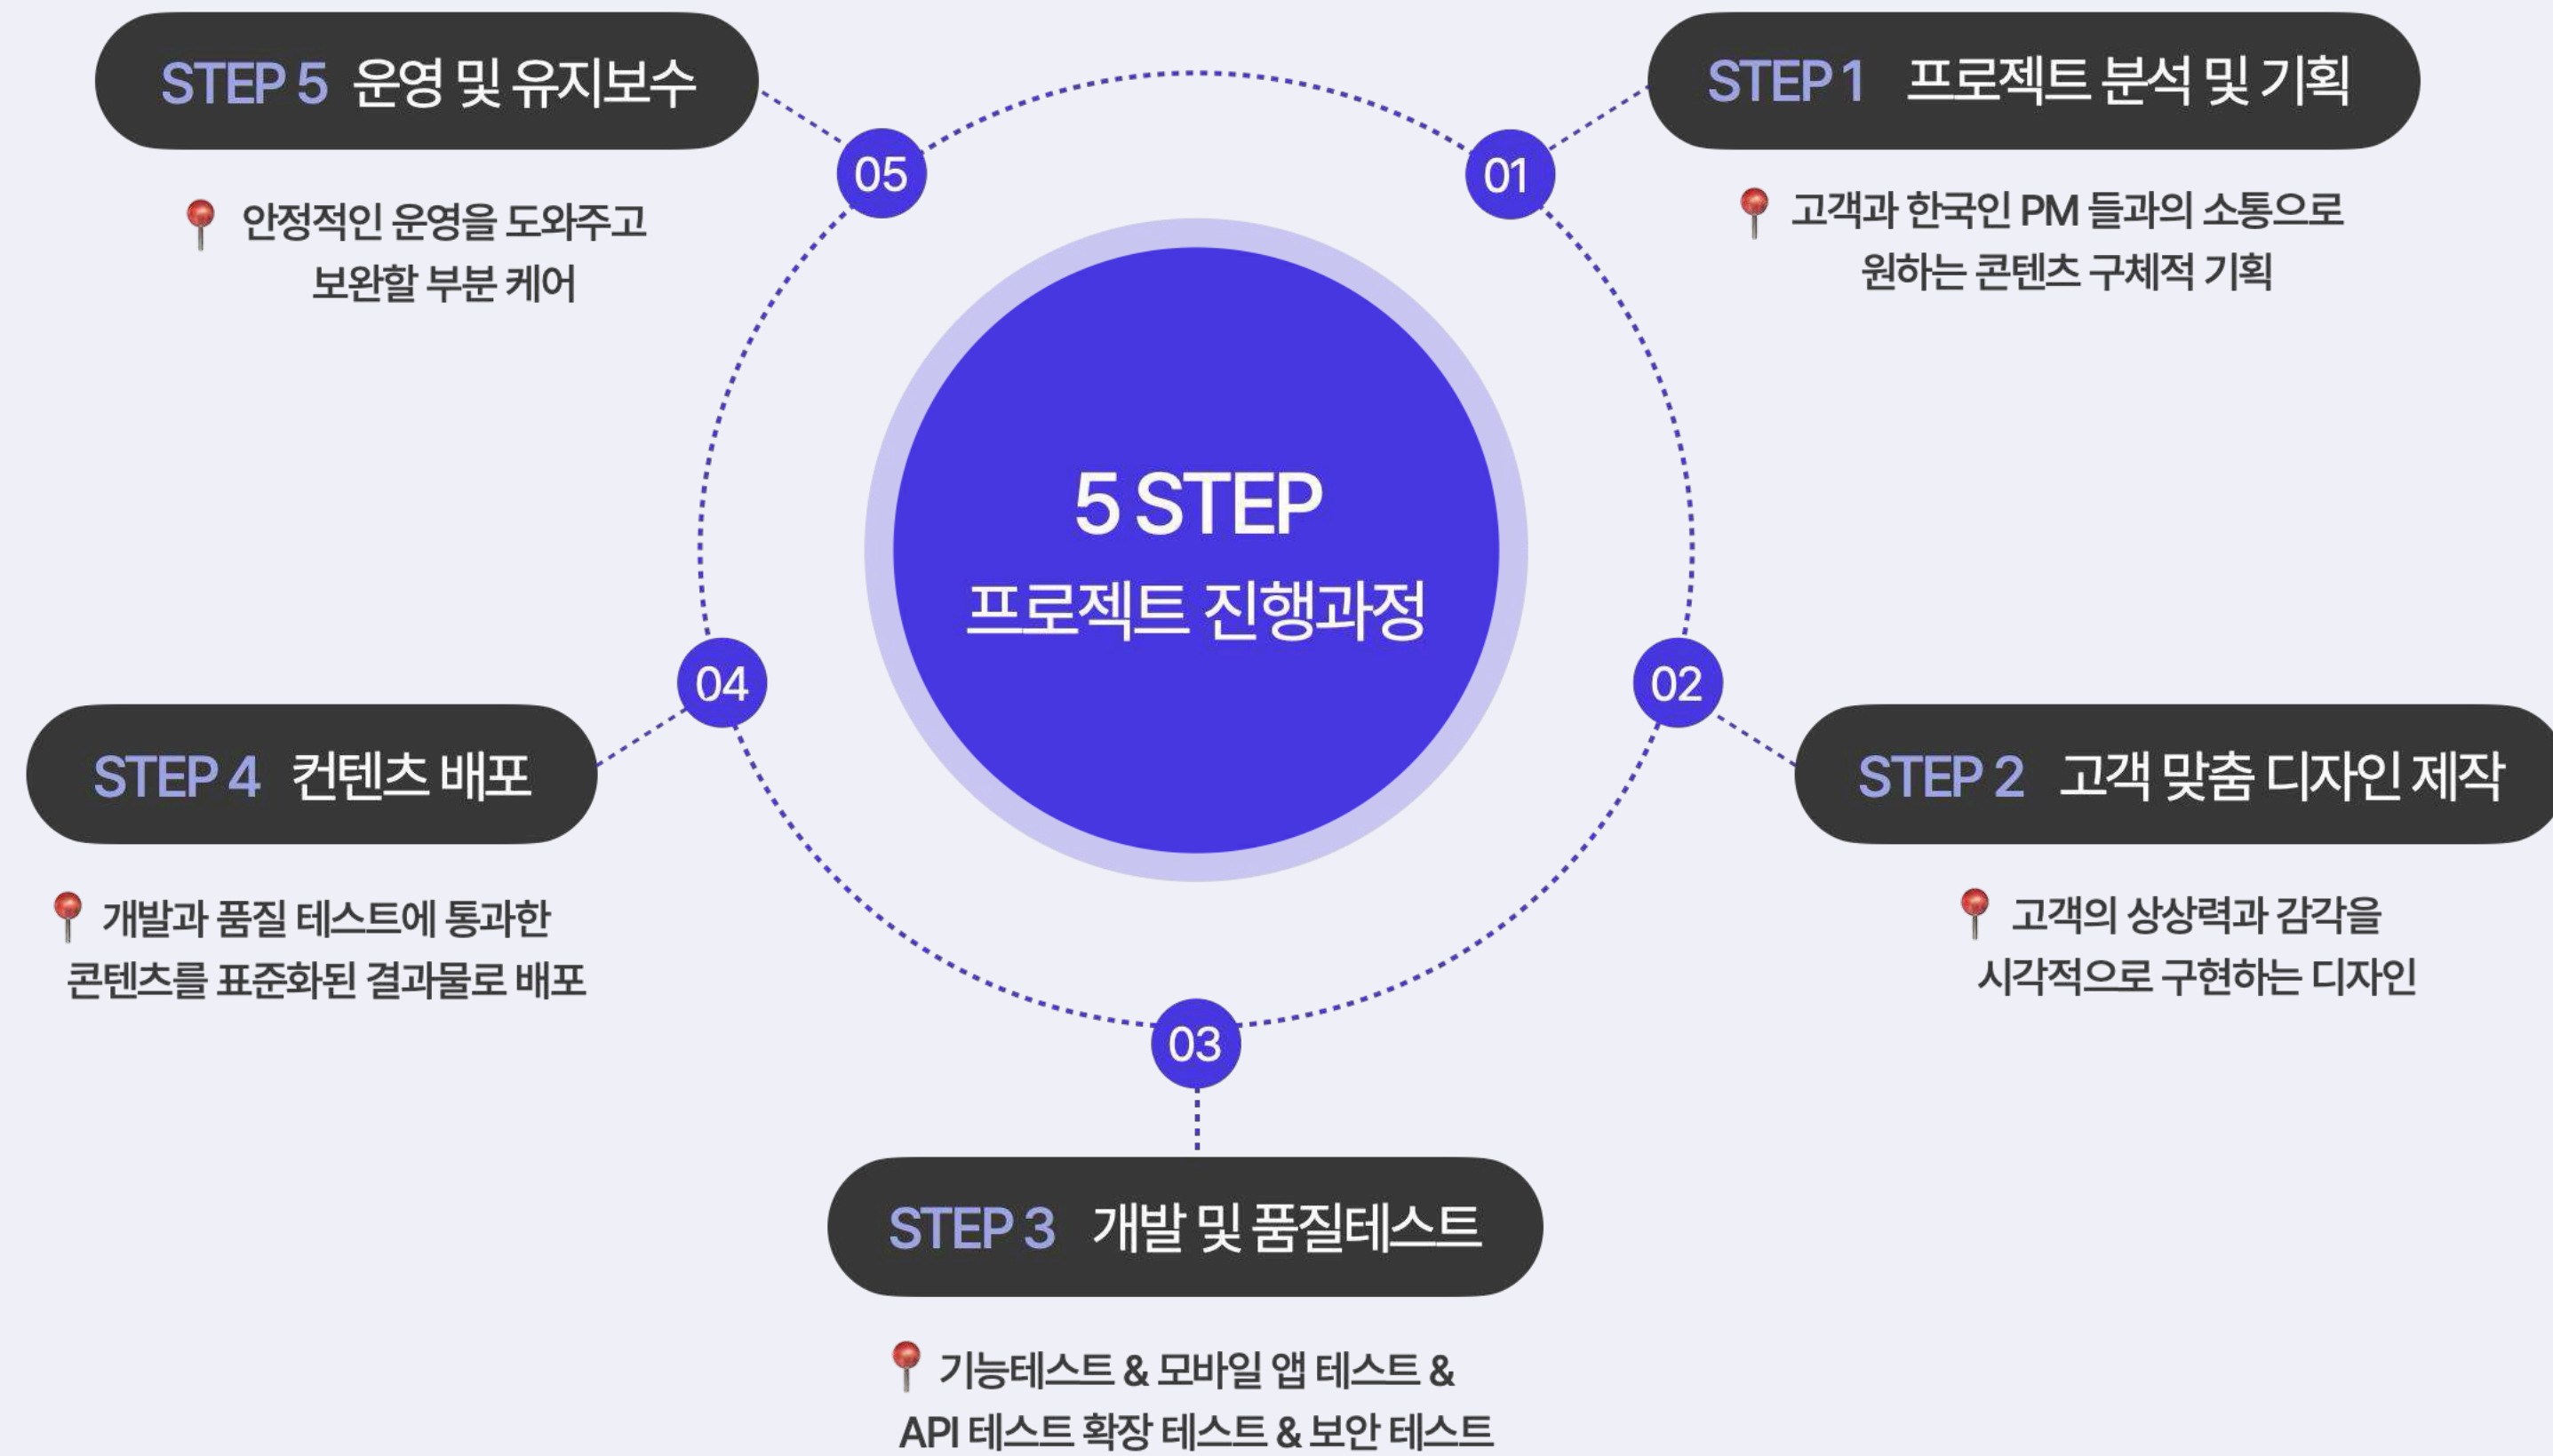 5 STEP
프로젝트 진행과정
01
STEP 1 프로젝트 분석 및 기획
고객과 한국인 PM 들과의 소통으로
원하는 콘텐츠 구체적 기획
02
STEP 2 고객 맞춤 디자인 제작
고객의 상상력과 감각을
시각적으로 구현하는 디자인
03
STEP 3 개발 및 품질테스트
기능테스트 & 모바일 앱 테스트 &
API 테스트 확장 테스트 & 보안 테스트
04
STEP 4 컨텐츠 배포
개발과 품질 테스트에 통과한
콘텐츠를 표준화된 결과물로 배포
05
STEP 5 운영 및 유지보수
안정적인 운영을 도와주고
보완할 부분 케어